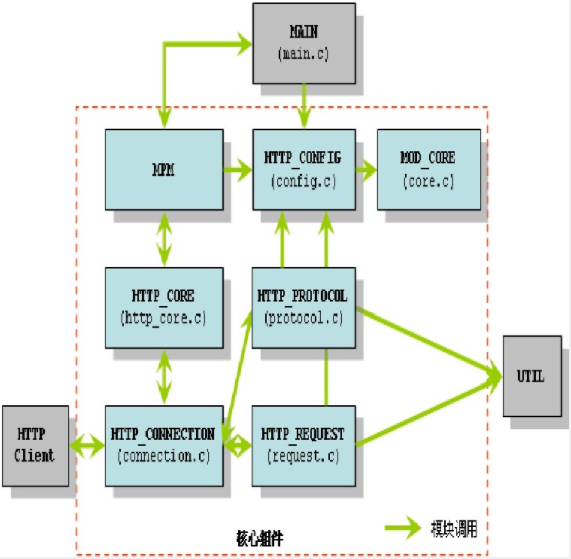 MAIN
(main.c)
MPM
HTTP_CONFIG
(config.c)
MOD_CORE
(core.c)
HTTP_CORE
(http_core.c)
HTTP_PROTOCOL
(protocol.c)
UTIL
HTTP
Client
HTTP_CONNECTION
(connection.c)
HTTP_REQUEST
(request.c)
核心组件
模块调用